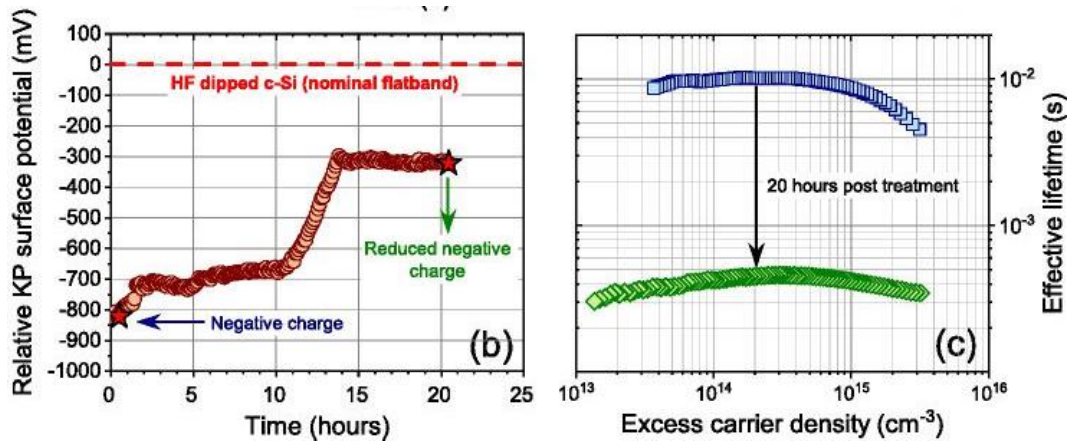 Relative KP surface potential (mV)
100
0
-100
-200
-300
-400
-500
-600
-700
-800
-900
-1000
HF dipped c-Si (nominal flatband)
Reduced negative
charge
Negative charge
(b)
0
5
10
15
20
25
Time (hours)
(c)
20 hours post treatment
10⁻²
10⁻³
Effective lifetime (s)
10¹³
10¹⁴
10¹⁵
10¹⁶
Excess carrier density (cm⁻³)